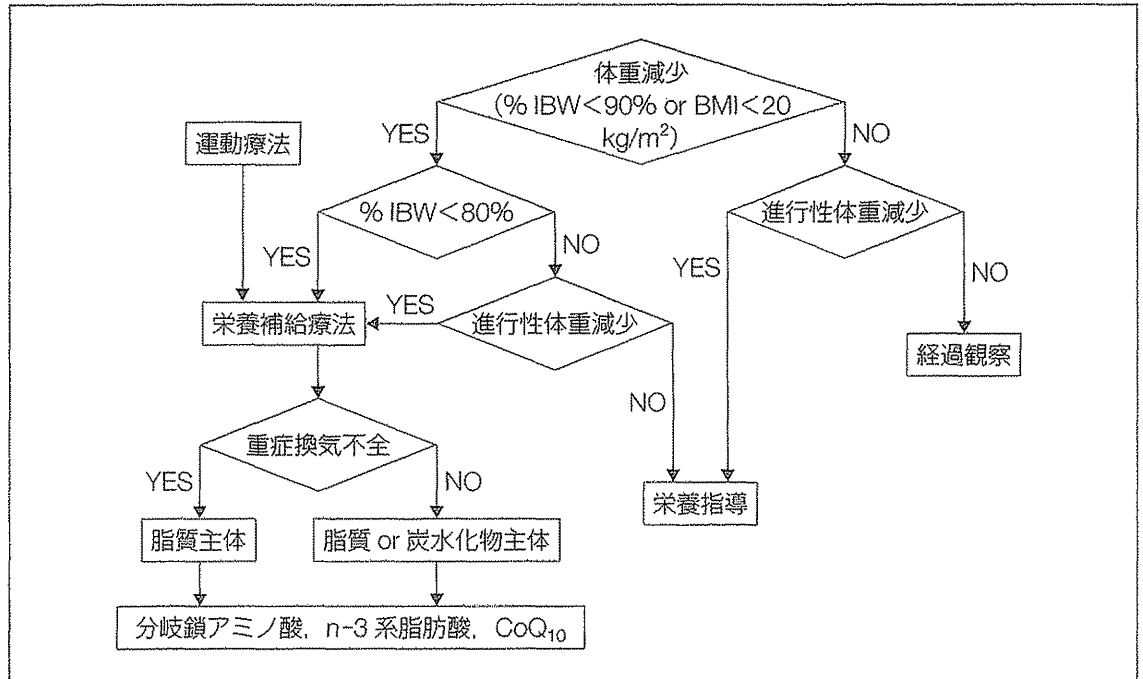 体重減少
(% IBW<90% or BMI<20
kg/m²)
YES
NO
運動療法
% IBW<80%
進行性体重減少
YES
NO
YES
NO
栄養補給療法
YES
進行性体重減少
経過観察
NO
重症換気不全
YES
NO
栄養指導
脂質主体
脂質 or 炭水化物主体
分岐鎖アミノ酸，n-3 系脂肪酸，CoQ₁₀